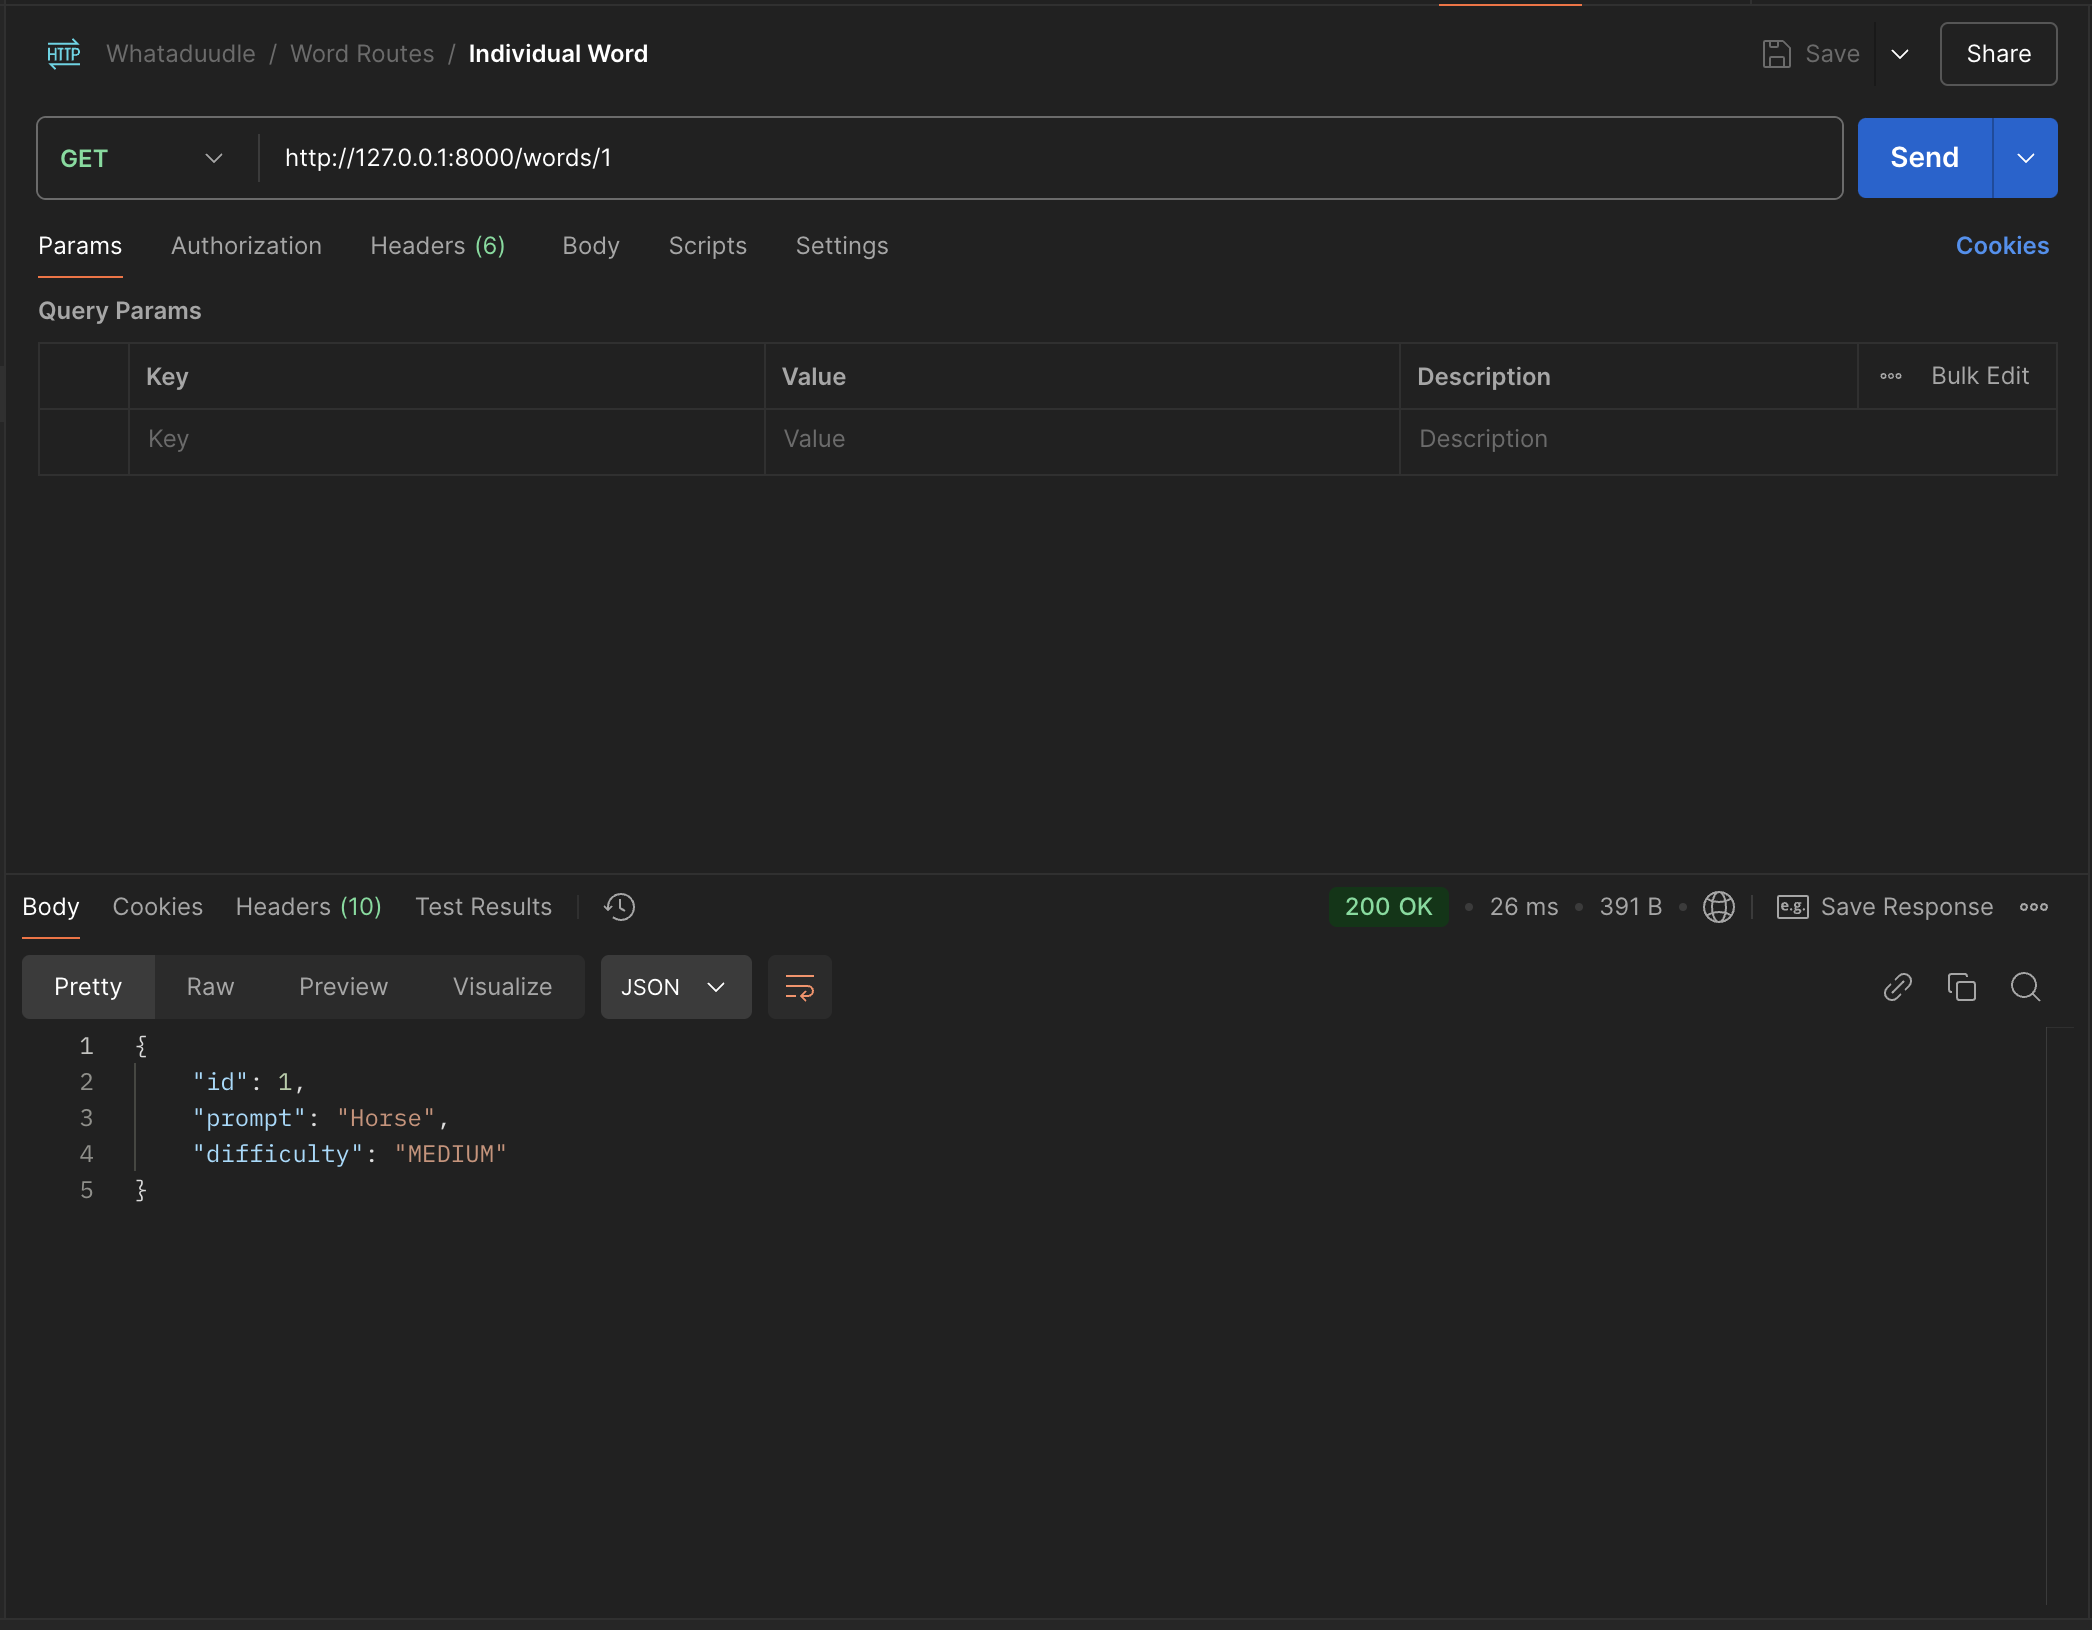 HTTP Whataduudle / Word Routes / Individual Word Save Share
GET http://127.0.0.1:8000/words/1 Send
Params Authorization Headers (6) Body Scripts Settings Cookies
Query Params
Key Value Description Bulk Edit
Key Value Description
Body Cookies Headers (10) Test Results 200 OK • 26 ms • 391 B • e.g. Save Response
Pretty Raw Preview Visualize JSON
1 {
2 "id": 1,
3 "prompt": "Horse",
4 "difficulty": "MEDIUM"
5 }